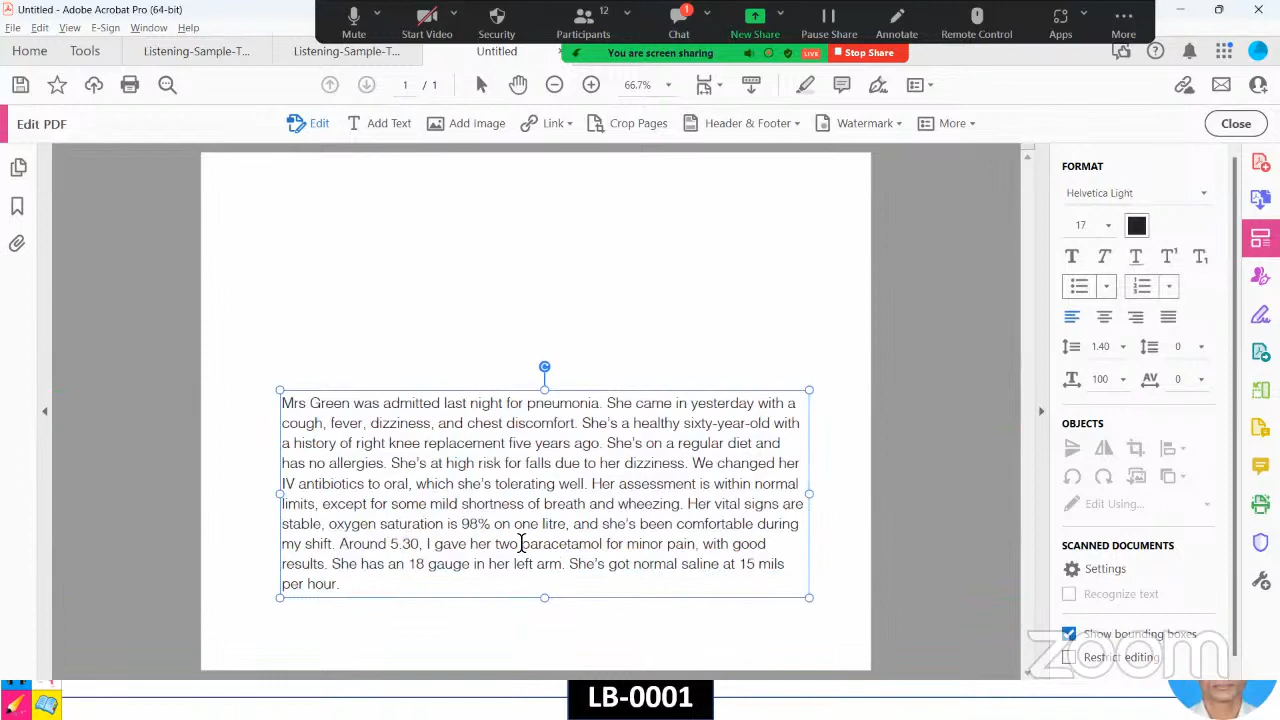 Untitled - Adobe Acrobat Pro (64-bit)
File Edit View E-Sign Window Help
Mute Start Video Security Participants 12 Chat 1 New Share Pause Share Annotate Remote Control Apps More
You are screen sharing LIVE Stop Share
Home Tools Listening-Sample-T... Listening-Sample-T... Untitled
1 / 1 66.7%
Edit PDF Edit Add Text Add Image Link Crop Pages Header & Footer Watermark More Close
FORMAT
Helvetica Light
17
1.40 0
100 0
OBJECTS
Edit Using...
SCANNED DOCUMENTS
Settings
Recognize text
Show bounding boxes
Restrict editing
Mrs Green was admitted last night for pneumonia. She came in yesterday with a
cough, fever, dizziness, and chest discomfort. She's a healthy sixty-year-old with
a history of right knee replacement five years ago. She's on a regular diet and
has no allergies. She's at high risk for falls due to her dizziness. We changed her
IV antibiotics to oral, which she's tolerating well. Her assessment is within normal
limits, except for some mild shortness of breath and wheezing. Her vital signs are
stable, oxygen saturation is 98% on one litre, and she's been comfortable during
my shift. Around 5.30, I gave her two paracetamol for minor pain, with good
results. She has an 18 gauge in her left arm. She's got normal saline at 15 mils
per hour.
zoom
LB-0001